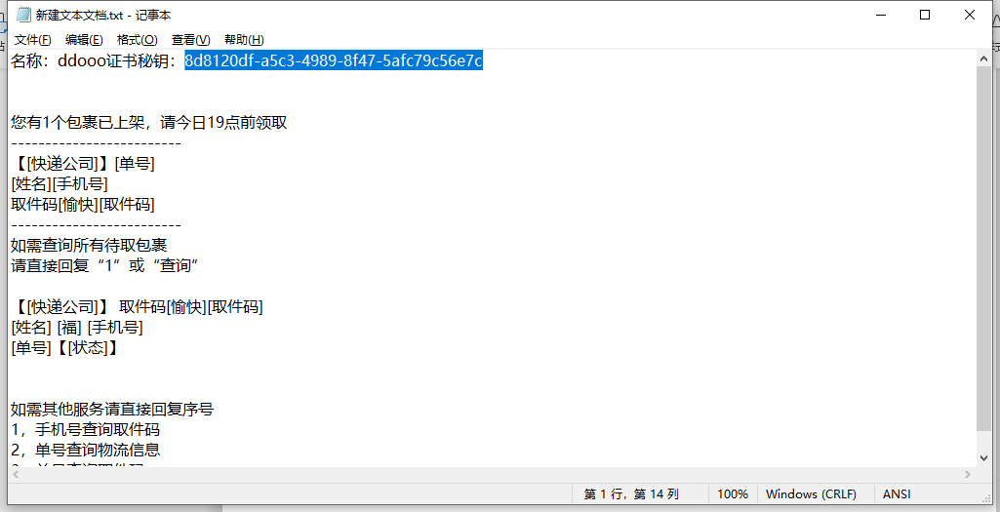 新建文本文档.txt - 记事本
文件(F) 编辑(E) 格式(O) 查看(V) 帮助(H)
名称：ddooo证书秘钥：8d8120df-a5c3-4989-8f47-5afc79c56e7c
您有1个包裹已上架，请今日19点前领取
-------------------------
【[快递公司]】[单号]
[姓名][手机号]
取件码[愉快][取件码]
-------------------------
如需查询所有待取包裹
请直接回复“1”或“查询”
【[快递公司]】 取件码[愉快][取件码]
[姓名] [福] [手机号]
[单号]【[状态]】
如需其他服务请直接回复序号
1，手机号查询取件码
2，单号查询物流信息
第 1 行，第 14 列 100% Windows (CRLF) ANSI